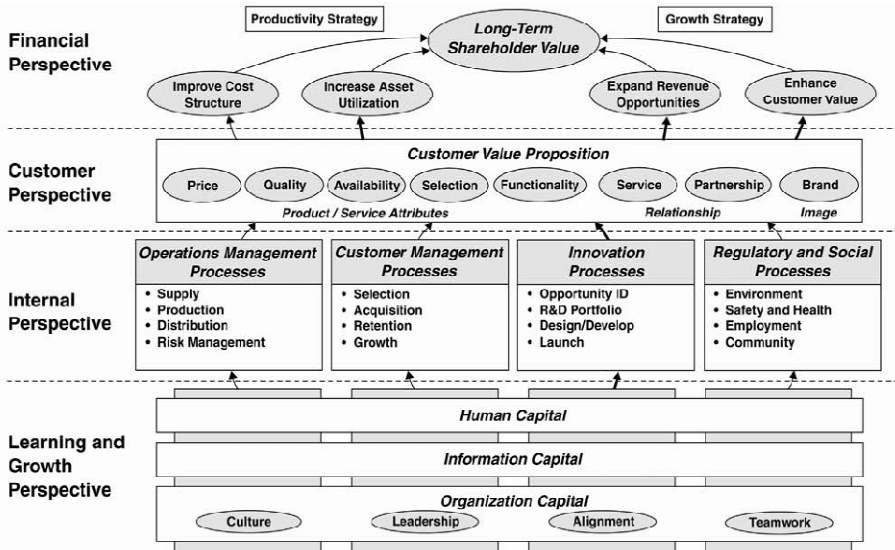 Productivity Strategy
Growth Strategy
Long-Term
Shareholder Value
Financial
Perspective
Improve Cost
Structure
Increase Asset
Utilization
Expand Revenue
Opportunities
Enhance
Customer Value
Customer
Perspective
Customer Value Proposition
Price
Quality
Availability
Selection
Functionality
Service
Partnership
Brand
Product / Service Attributes
Relationship
Image
Internal
Perspective
Operations Management
Processes
• Supply
• Production
• Distribution
• Risk Management
Customer Management
Processes
• Selection
• Acquisition
• Retention
• Growth
Innovation
Processes
• Opportunity ID
• R&D Portfolio
• Design/Develop
• Launch
Regulatory and Social
Processes
• Environment
• Safety and Health
• Employment
• Community
Learning and
Growth
Perspective
Human Capital
Information Capital
Organization Capital
Culture
Leadership
Alignment
Teamwork